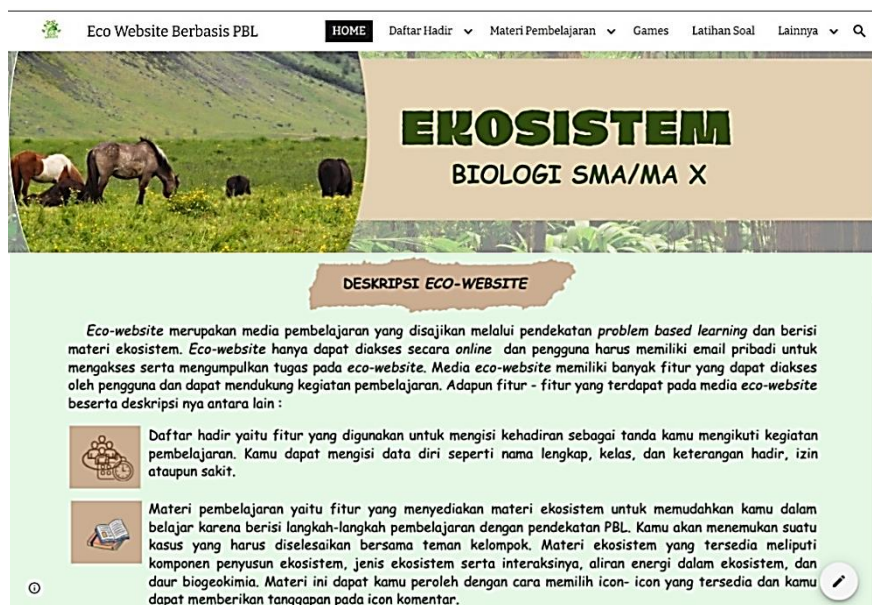 Eco Website Berbasis PBL HOME Daftar Hadir Materi Pembelajaran Games Latihan Soal Lainnya
EKOSISTEM
BIOLOGI SMA/MA X
DESKRIPSI ECO-WEBSITE
Eco-website merupakan media pembelajaran yang disajikan melalui pendekatan problem based learning dan berisi
materi ekosistem. Eco-website hanya dapat diakses secara online dan pengguna harus memiliki email pribadi untuk
mengakses serta mengumpulkan tugas pada eco-website. Media eco-website memiliki banyak fitur yang dapat diakses
oleh pengguna dan dapat mendukung kegiatan pembelajaran. Adapun fitur - fitur yang terdapat pada media eco-website
beserta deskripsi nya antara lain :
Daftar hadir yaitu fitur yang digunakan untuk mengisi kehadiran sebagai tanda kamu mengikuti kegiatan
pembelajaran. Kamu dapat mengisi data diri seperti nama lengkap, kelas, dan keterangan hadir, izin
ataupun sakit.
Materi pembelajaran yaitu fitur yang menyediakan materi ekosistem untuk memudahkan kamu dalam
belajar karena berisi langkah-langkah pembelajaran dengan pendekatan PBL. Kamu akan menemukan suatu
kasus yang harus diselesaikan bersama teman kelompok. Materi ekosistem yang tersedia meliputi
komponen penyusun ekosistem, jenis ekosistem serta interaksinya, aliran energi dalam ekosistem, dan
daur biogeokimia. Materi ini dapat kamu peroleh dengan cara memilih icon- icon yang tersedia dan kamu
dapat memberikan tanggapan pada icon komentar.